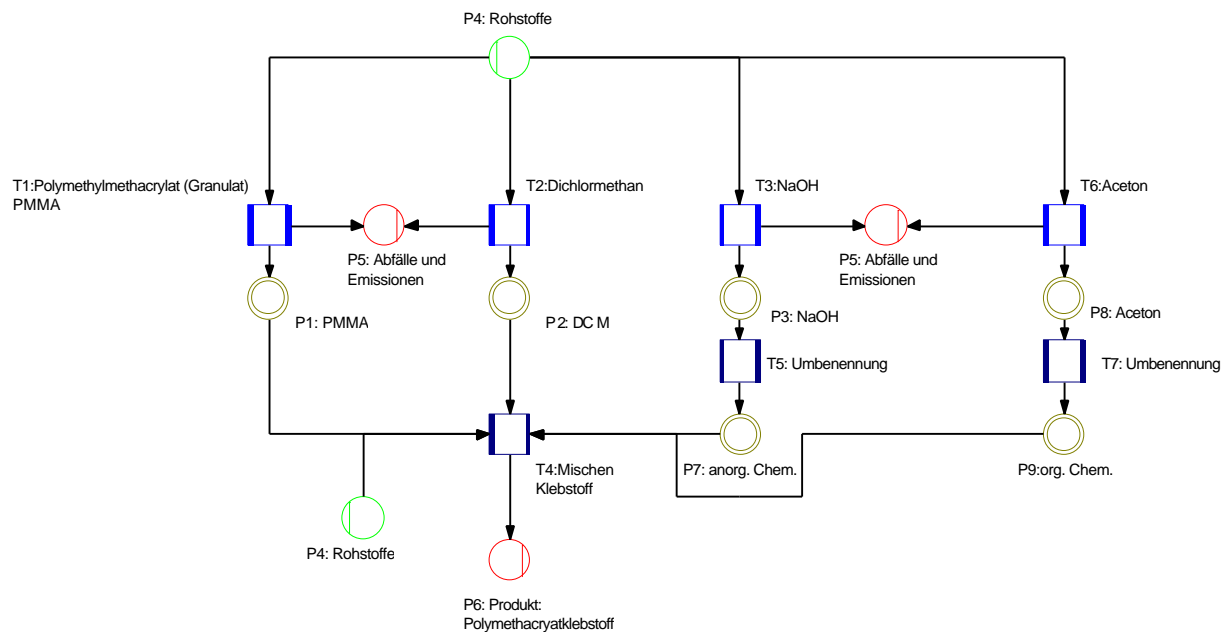 P4: Rohstoffe
T1:Polymethylmethacrylat (Granulat)
PMMA
T2:Dichlormethan
T3:NaOH
T6:Aceton
P5: Abfälle und
Emissionen
P5: Abfälle und
Emissionen
P1: PMMA
P2: DC M
P3: NaOH
P8: Aceton
T5: Umbenennung
T7: Umbenennung
T4:Mischen
Klebstoff
P7: anorg. Chem.
P9:org. Chem.
P4: Rohstoffe
P6: Produkt:
Polymethacryatklebstoff